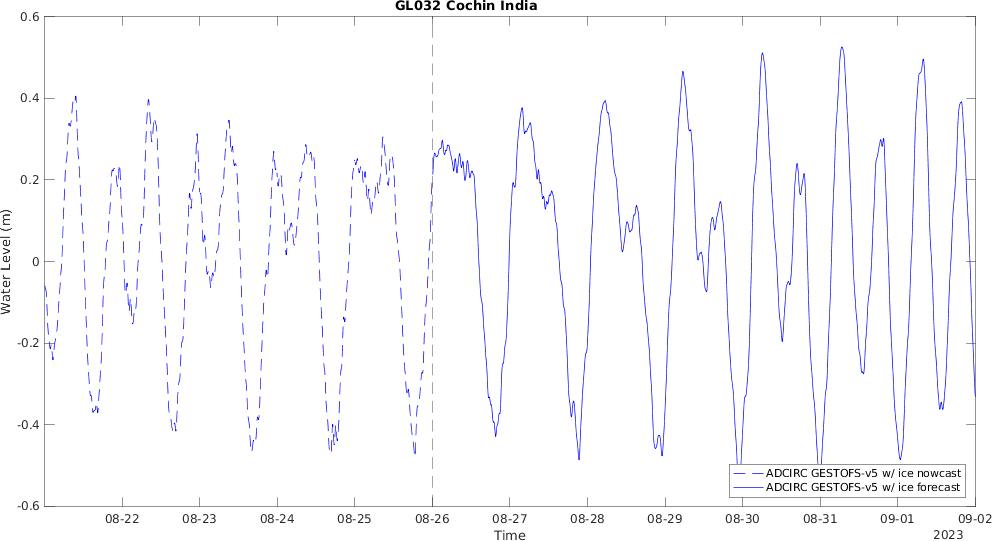 GL032 Cochin India
Water Level (m)
0.6
0.4
0.2
0
-0.2
-0.4
-0.6
08-22 08-23 08-24 08-25 08-26 08-27 08-28 08-29 08-30 08-31 09-01 09-02
Time
2023
ADCIRC GESTOFS-v5 w/ ice nowcast
ADCIRC GESTOFS-v5 w/ ice forecast